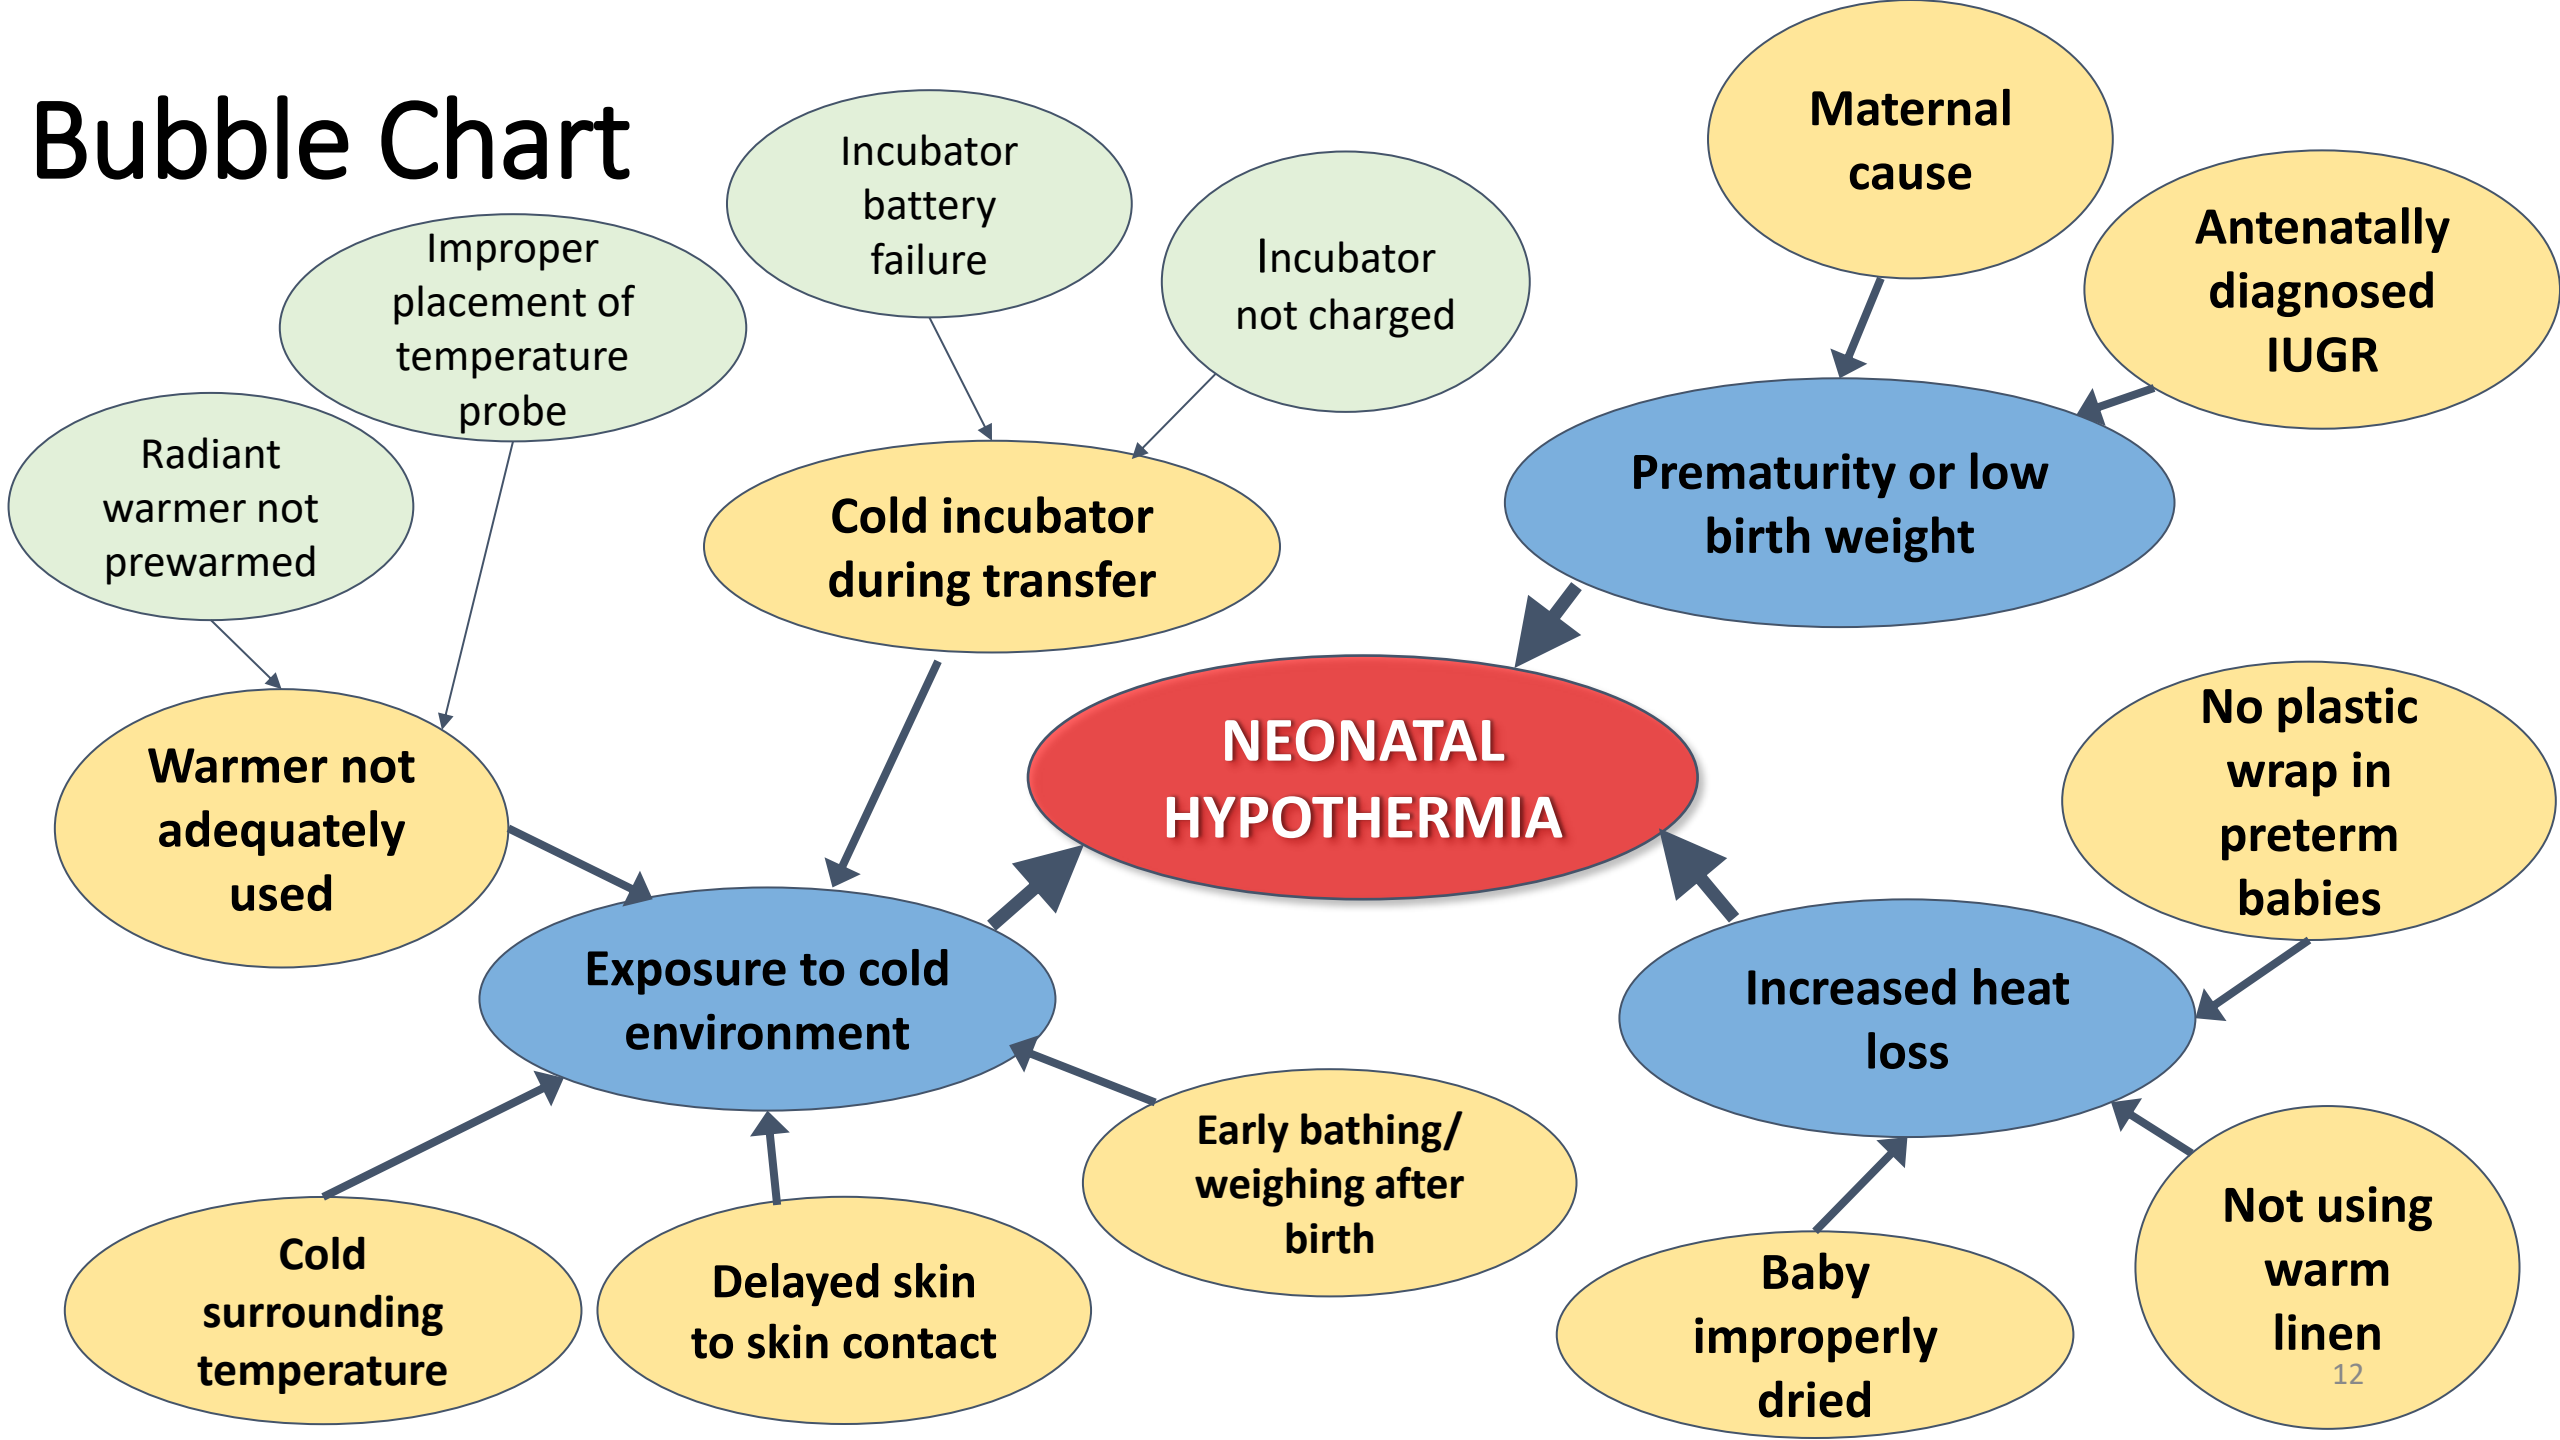 Bubble Chart
Incubator
battery
failure
Incubator
not charged
Maternal
cause
Antenatally
diagnosed
IUGR
Improper
placement of
temperature
probe
Radiant
warmer not
prewarmed
Cold incubator
during transfer
Prematurity or low
birth weight
Warmer not
adequately
used
NEONATAL
HYPOTHERMIA
No plastic
wrap in
preterm
babies
Exposure to cold
environment
Increased heat
loss
Cold
surrounding
temperature
Delayed skin
to skin contact
Early bathing/
weighing after
birth
Baby
improperly
dried
Not using
warm
linen
12